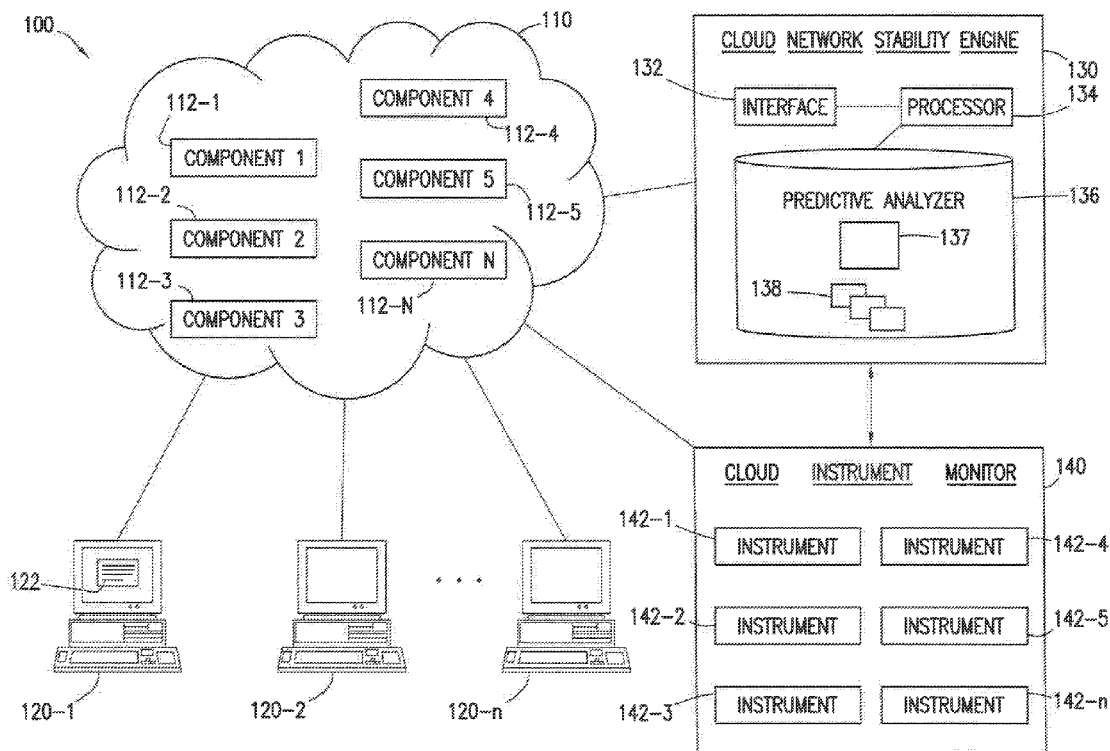 100
110
112-1
COMPONENT 1
112-2
COMPONENT 2
112-3
COMPONENT 3
COMPONENT 4
112-4
COMPONENT 5
112-5
COMPONENT N
112-N
CLOUD NETWORK STABILITY ENGINE
130
132
INTERFACE
PROCESSOR
134
PREDICTIVE ANALYZER
136
137
138
122
120-1
120-2
. . .
120-n
CLOUD INSTRUMENT MONITOR
140
142-1
INSTRUMENT
INSTRUMENT
142-4
142-2
INSTRUMENT
INSTRUMENT
142-5
142-3
INSTRUMENT
INSTRUMENT
142-n